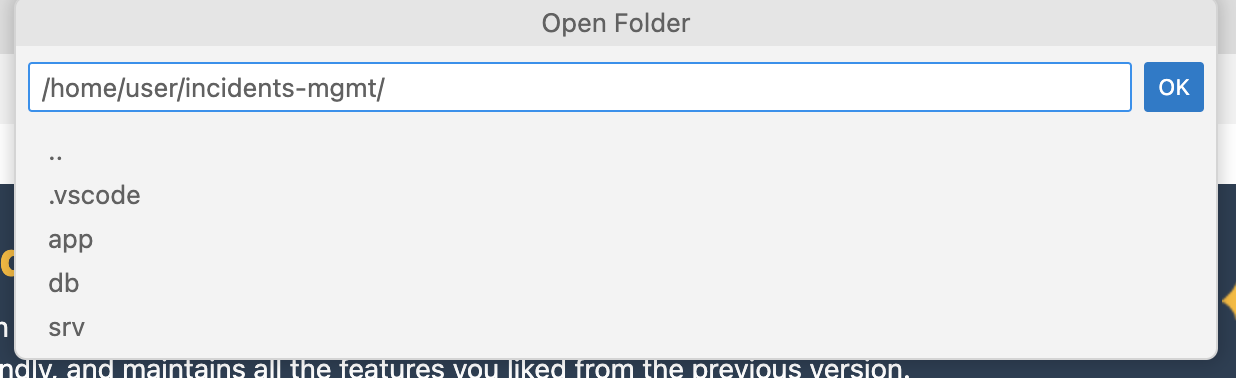 Open Folder
/home/user/incidents-mgmt/
OK
..
.vscode
app
db
srv
ndly, and maintains all the features you liked from the previous version.